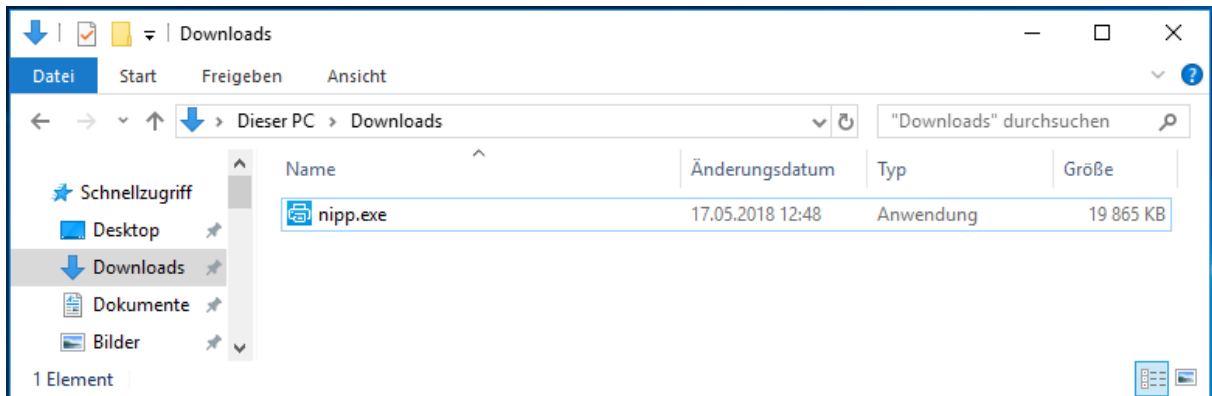 Downloads
Datei Start Freigeben Ansicht
Dieser PC Downloads "Downloads" durchsuchen
Name Änderungsdatum Typ Größe
Schnellzugriff
nipp.exe 17.05.2018 12:48 Anwendung 19 865 KB
Desktop
Downloads
Dokumente
Bilder
1 Element